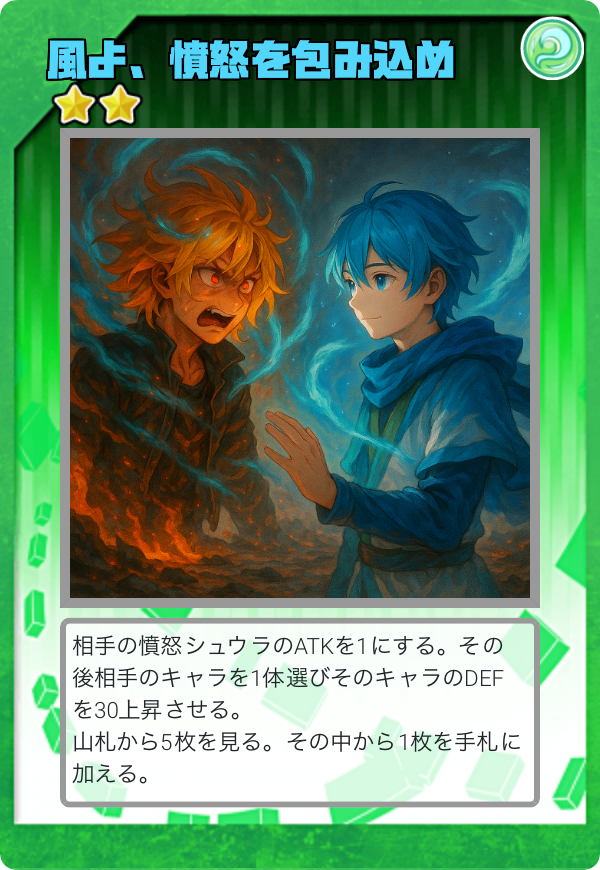 風よ、憤怒を包み込め
相手の憤怒シュウラのATKを1にする。その
後相手のキャラを1体選びそのキャラのDEF
を30上昇させる。
山札から5枚を見る。その中から1枚を手札に
加える。